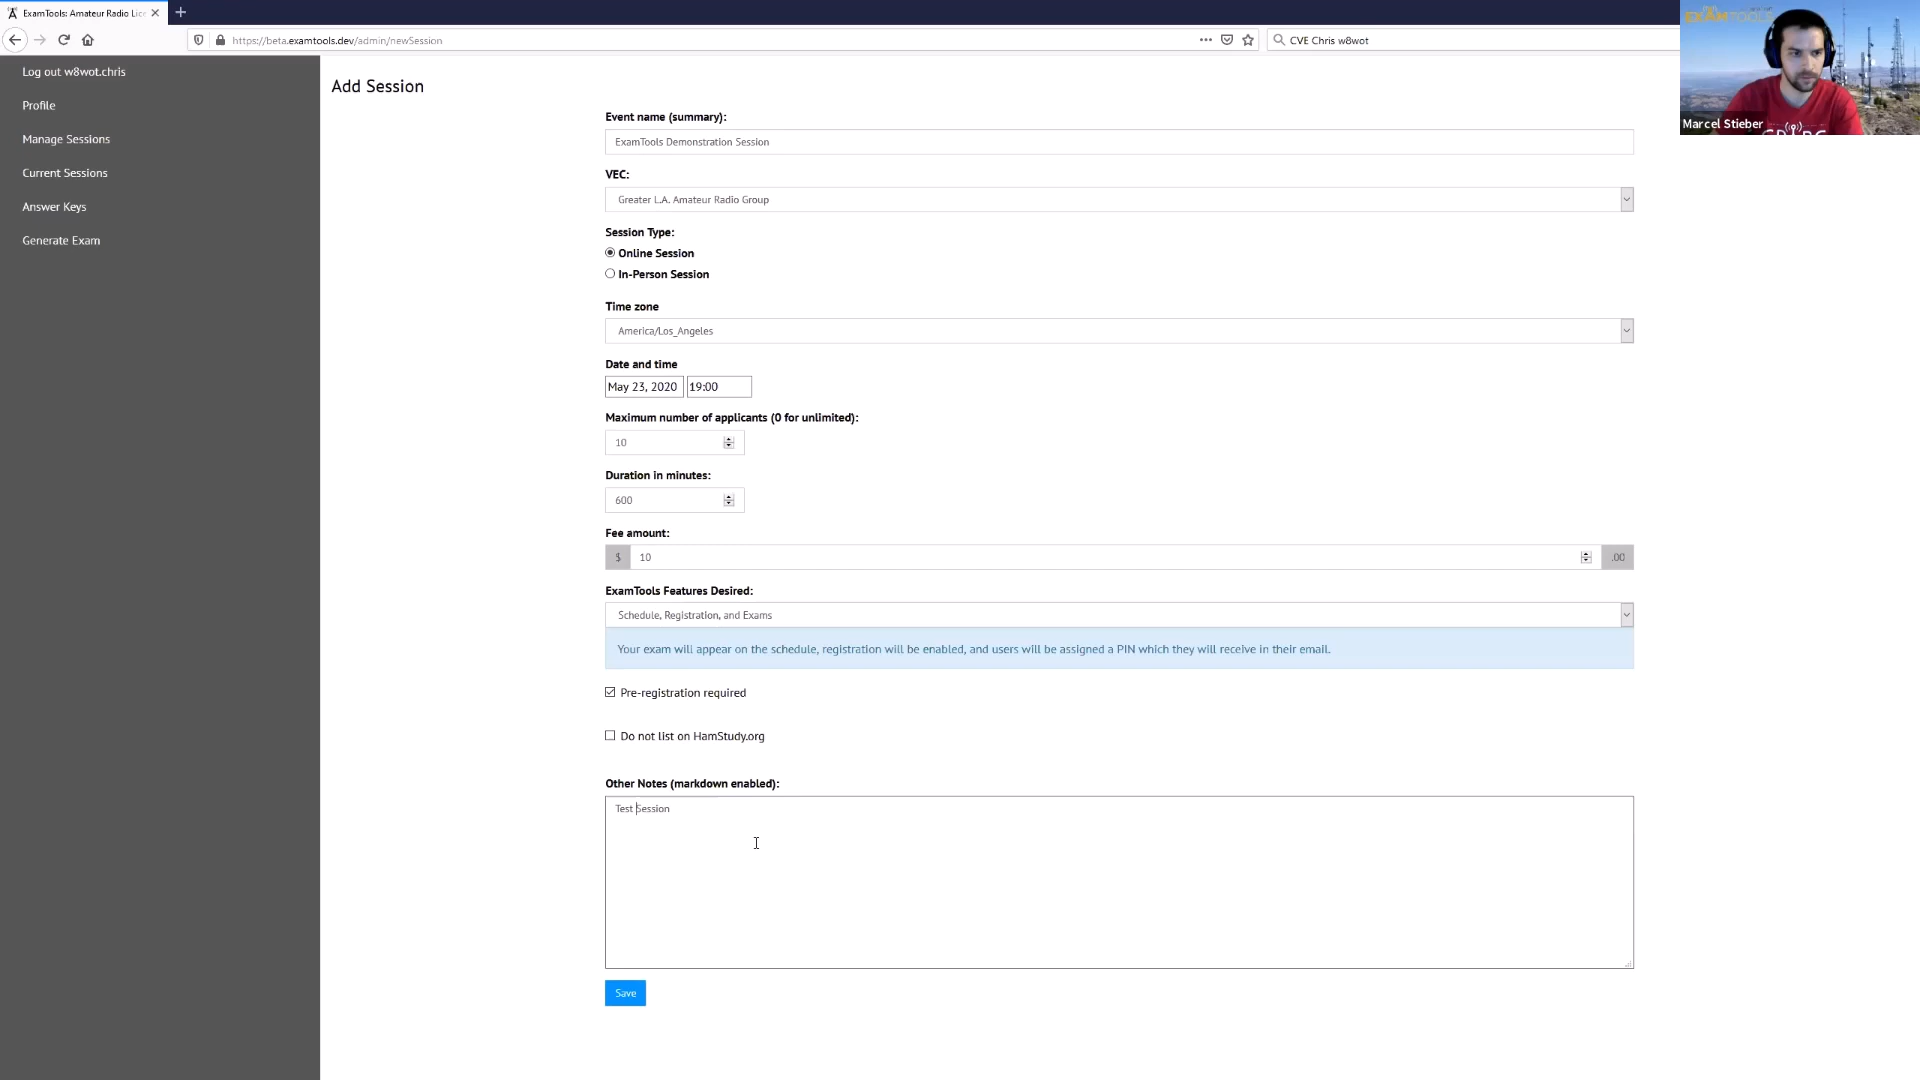 ExamTools: Amateur Radio Lice
https://beta.examtools.dev/admin/newSession
CVE Chris w8wot
EXAMTOOLS
Marcel Stieber
Log out w8wot.chris
Profile
Manage Sessions
Current Sessions
Answer Keys
Generate Exam
Add Session
Event name (summary):
ExamTools Demonstration Session
VEC:
Greater L.A. Amateur Radio Group
Session Type:
Online Session
In-Person Session
Time zone
America/Los_Angeles
Date and time
May 23, 2020 19:00
Maximum number of applicants (0 for unlimited):
10
Duration in minutes:
600
Fee amount:
$ 10 .00
ExamTools Features Desired:
Schedule, Registration, and Exams
Your exam will appear on the schedule, registration will be enabled, and users will be assigned a PIN which they will receive in their email.
Pre-registration required
Do not list on HamStudy.org
Other Notes (markdown enabled):
Test Session
Save